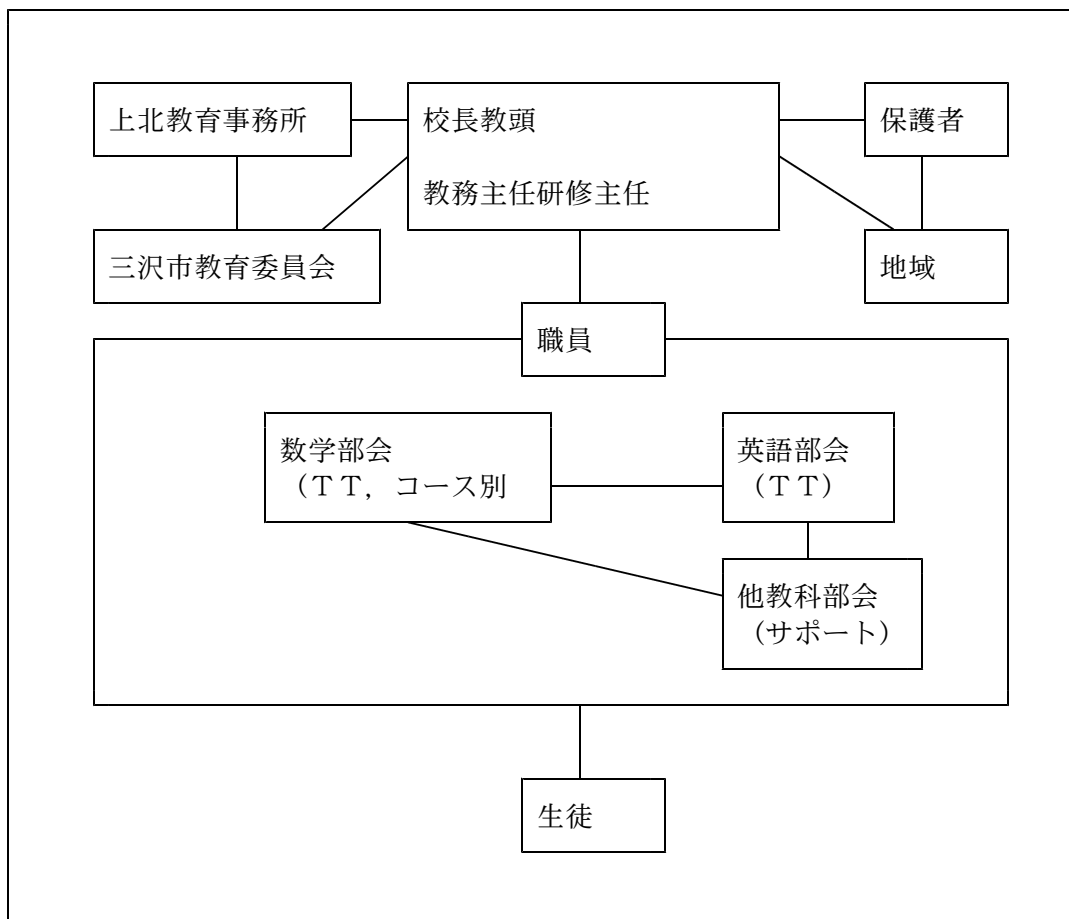 上北教育事務所
校長教頭
保護者
教務主任研修主任
三沢市教育委員会
地域
職員
数学部会
（ＴＴ，コース別
英語部会
（ＴＴ）
他教科部会
（サポート）
生徒